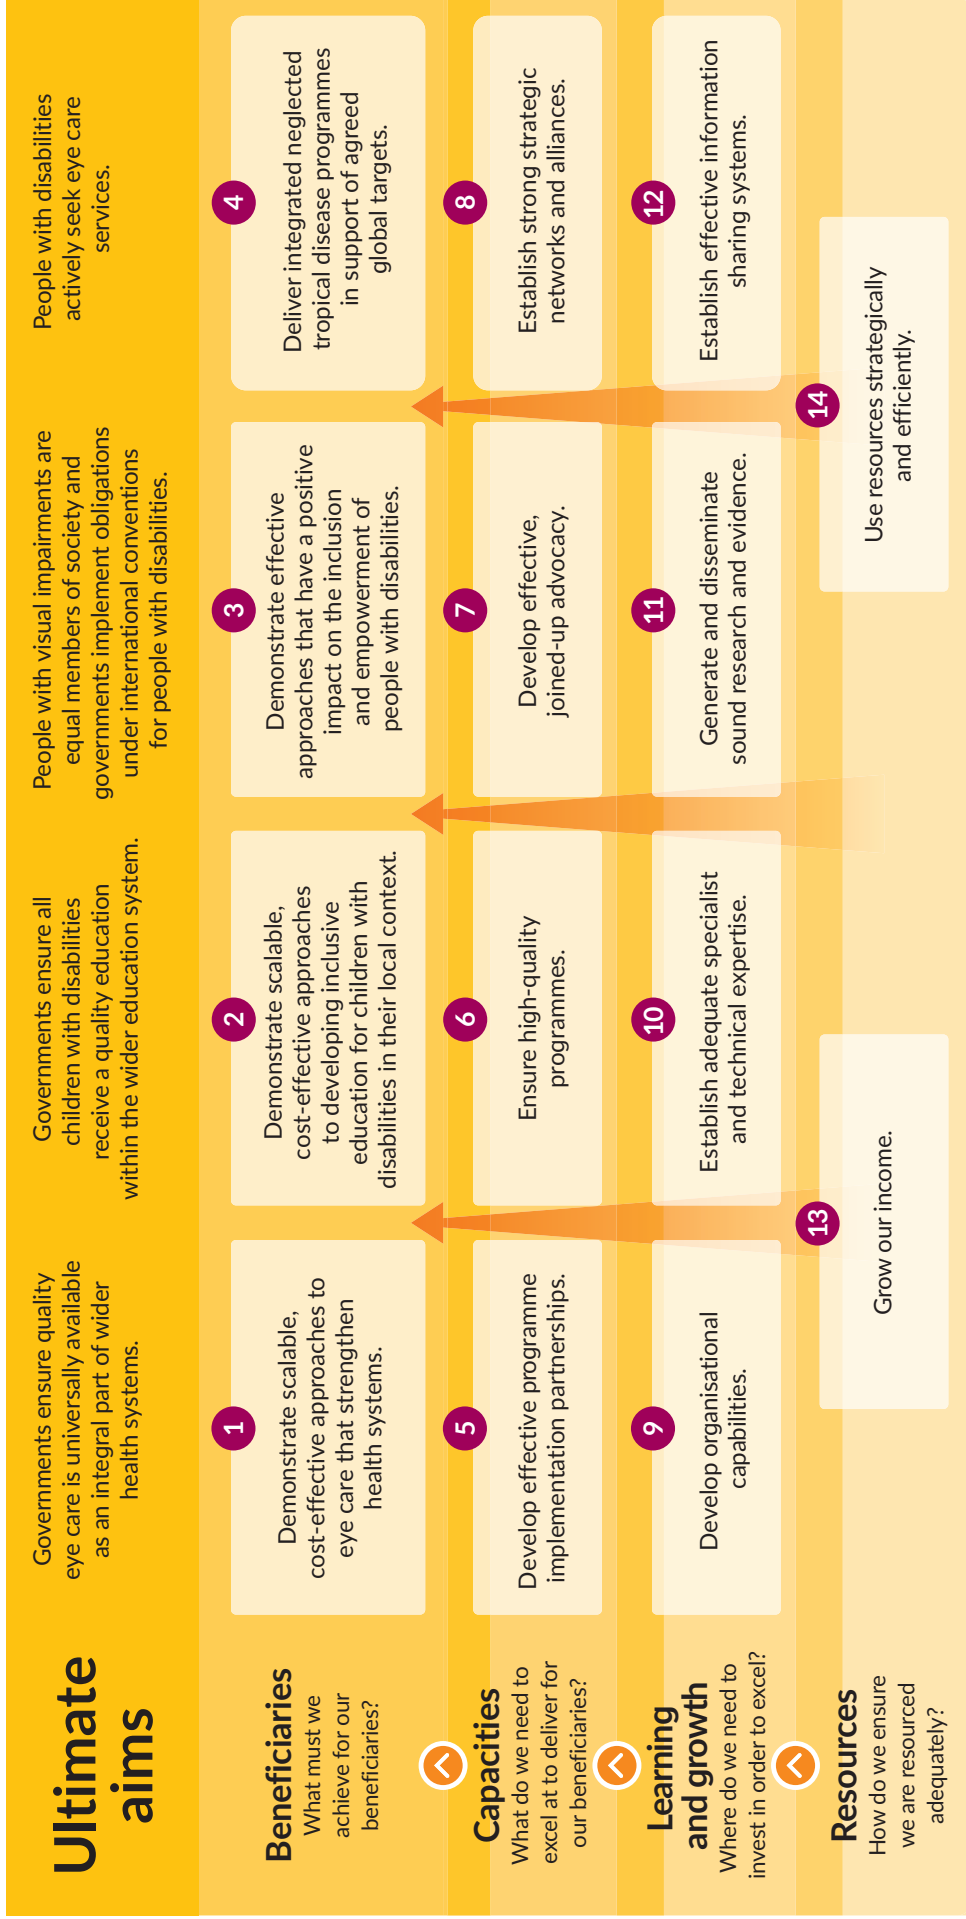 Ultimate
aims
Governments ensure quality
eye care is universally available
as an integral part of wider
health systems.
Governments ensure all
children with disabilities
receive a quality education
within the wider education system.
People with visual impairments are
equal members of society and
governments implement obligations
under international conventions
for people with disabilities.
People with disabilities
actively seek eye care
services.
Beneficiaries
What must we
achieve for our
beneficiaries?
1
Demonstrate scalable,
cost-effective approaches to
eye care that strengthen
health systems.
2
Demonstrate scalable,
cost-effective approaches
to developing inclusive
education for children with
disabilities in their local context.
3
Demonstrate effective
approaches that have a positive
impact on the inclusion
and empowerment of
people with disabilities.
4
Deliver integrated neglected
tropical disease programmes
in support of agreed
global targets.
Capacities
What do we need to
excel at to deliver for
our beneficiaries?
5
Develop effective programme
implementation partnerships.
6
Ensure high-quality
programmes.
7
Develop effective,
joined-up advocacy.
8
Establish strong strategic
networks and alliances.
Learning
and growth
Where do we need to
invest in order to excel?
9
Develop organisational
capabilities.
10
Establish adequate specialist
and technical expertise.
11
Generate and disseminate
sound research and evidence.
12
Establish effective information
sharing systems.
Resources
How do we ensure
we are resourced
adequately?
13
Grow our income.
14
Use resources strategically
and efficiently.